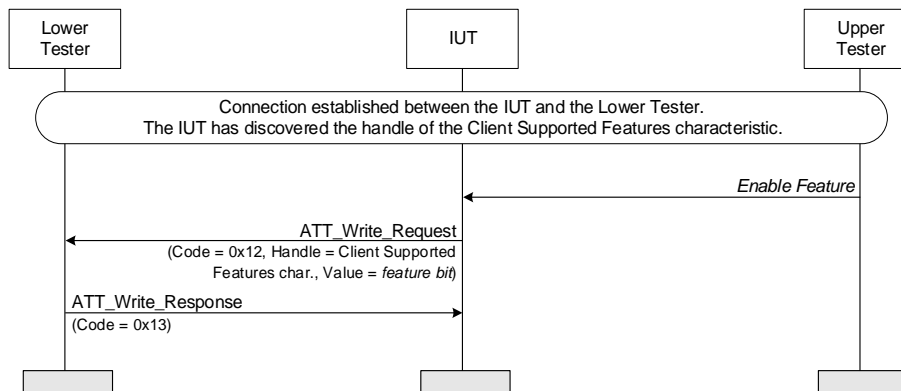 Lower
Tester
IUT
Upper
Tester
Connection established between the IUT and the Lower Tester.
The IUT has discovered the handle of the Client Supported Features characteristic.
Enable Feature
ATT_Write_Request
(Code = 0x12, Handle = Client Supported
Features char., Value = feature bit)
ATT_Write_Response
(Code = 0x13)